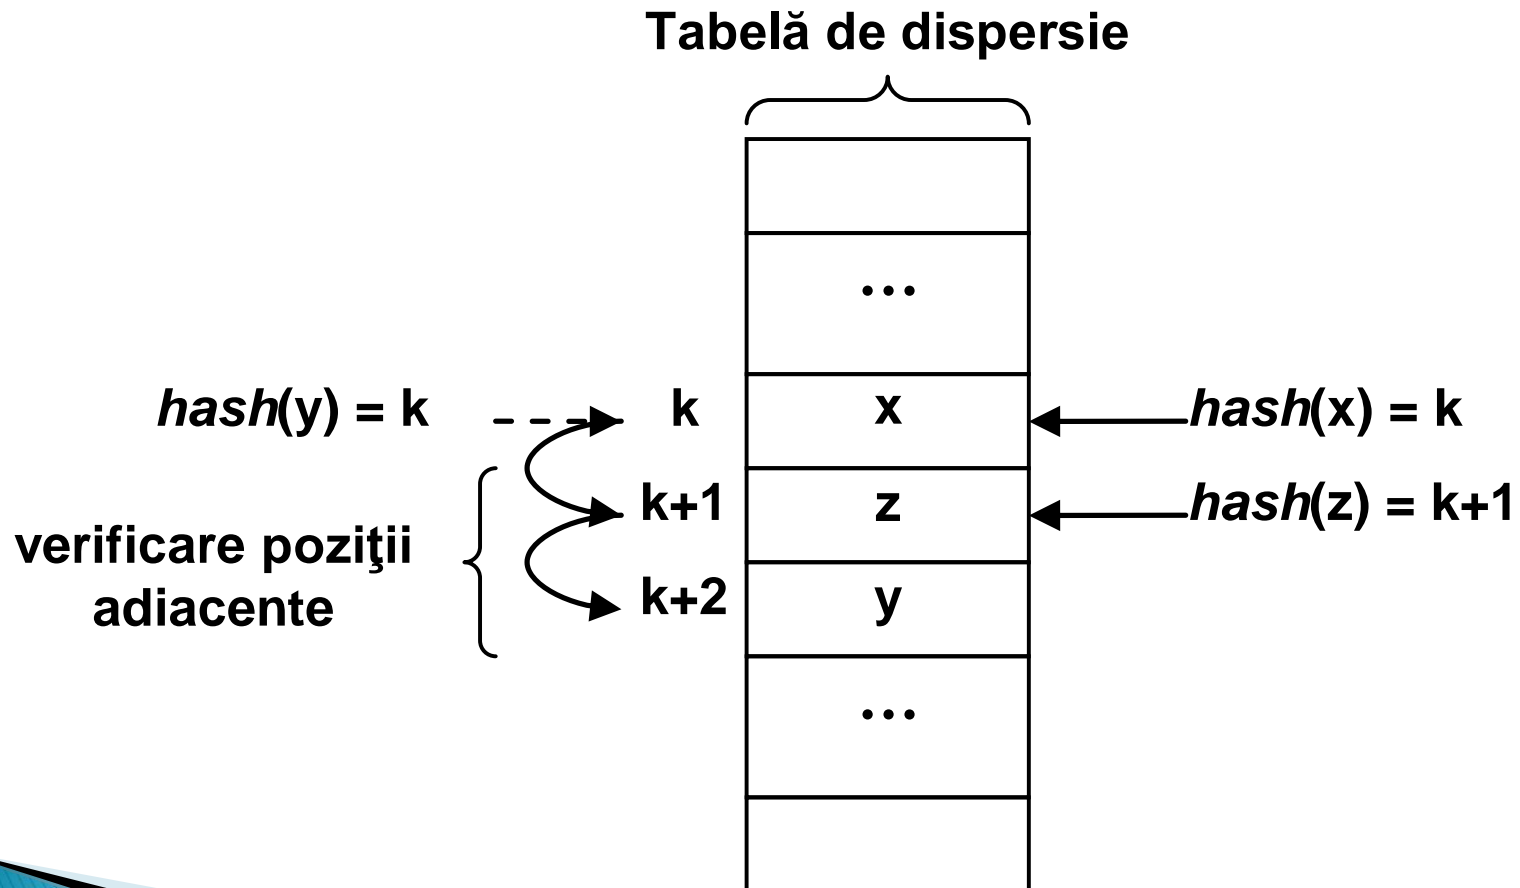 Tabelă de dispersie
...
hash(y) = k
k
x
hash(x) = k
k+1
z
hash(z) = k+1
verificare poziţii
adiacente
k+2
y
...